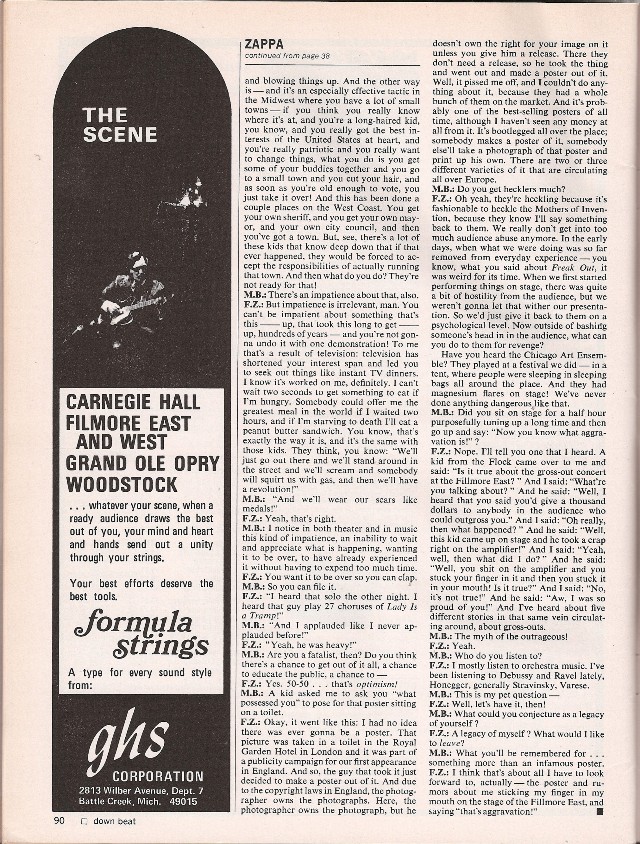 THE
SCENE
CARNEGIE HALL
FILMORE EAST
AND WEST
GRAND OLE OPRY
WOODSTOCK
. . . whatever your scene, when a
ready audience draws the best
out of you, your mind and heart
and hands send out a unity
through your strings.
Your best efforts deserve the
best tools.
formula
strings
A type for every sound style
from:
ghs
CORPORATION
2813 Wilber Avenue, Dept. 7
Battle Creek, Mich. 49015
90 □ down beat
ZAPPA
continued from page 38
and blowing things up. And the other way
is — and it's an especially effective tactic in
the Midwest where you have a lot of small
towns — if you think you really know
where it's at, and you're a long-haired kid,
you know, and you really got the best in-
terests of the United States at heart, and
you're really patriotic and you really want
to change things, what you do is you get
some of your buddies together and you go
to a small town and you cut your hair, and
as soon as you're old enough to vote, you
just take it over! And this has been done a
couple places on the West Coast. You get
your own sheriff, and you get your own may-
or, and your own city council, and then
you've got a town. But, see, there's a lot of
these kids that know deep down that if that
ever happened, they would be forced to ac-
cept the responsibilities of actually running
that town. And then what do you do? They're
not ready for that!
M.B.: There's an impatience about that, also.
F.Z.: But impatience is irrelevant, man. You
can't be impatient about something that's
this —— up, that took this long to get ——
up, hundreds of years — and you're not gon-
na undo it with one demonstration! To me
that's a result of television: television has
shortened your interest span and led you
to seek out things like instant TV dinners.
I know it's worked on me, definitely. I can't
wait two seconds to get something to eat if
I'm hungry. Somebody could offer me the
greatest meal in the world if I waited two
hours, and if I'm starving to death I'll eat a
peanut butter sandwich. You know, that's
exactly the way it is, and it's the same with
those kids. They think, you know: "We'll
just go out there and we'll stand around in
the street and we'll scream and somebody
will squirt us with gas, and then we'll have
a revolution!"
M.B.: "And we'll wear our scars like
medals!"
F.Z.: Yeah, that's right.
M.B.: I notice in both theater and in music
this kind of impatience, an inability to wait
and appreciate what is happening, wanting
it to be over, to have already experienced
it without having to expend too much time.
F.Z.: You want it to be over so you can clap.
M.B.: So you can file it.
F.Z.: "I heard that solo the other night. I
heard that guy play 27 choruses of Lady Is
a Tramp!"
M.B.: "And I applauded like I never ap-
plauded before!"
F.Z.: "Yeah, he was heavy!"
M.B.: Are you a fatalist, then? Do you think
there's a chance to get out of it all, a chance
to educate the public, a chance to —
F.Z.: Yes. 50-50 . . . that's optimism!
M.B.: A kid asked me to ask you "what
possessed you" to pose for that poster sitting
on a toilet.
F.Z.: Okay, it went like this: I had no idea
there was ever gonna be a poster. That
picture was taken in a toilet in the Royal
Garden Hotel in London and it was part of
a publicity campaign for our first appearance
in England. And so, the guy that took it just
decided to make a poster out of it. And due
to the copyright laws in England, the photog-
rapher owns the photographs. Here, the
photographer owns the photograph, but he
doesn't own the right for your image on it
unless you give him a release. There they
don't need a release, so he took the thing
and went out and made a poster out of it.
Well, it pissed me off, and I couldn't do any-
thing about it, because they had a whole
bunch of them on the market. And it's prob-
ably one of the best-selling posters of all
time, although I haven't seen any money at
all from it. It's bootlegged all over the place;
somebody makes a poster of it, somebody
else'll take a photograph of that poster and
print up his own. There are two or three
different varieties of it that are circulating
all over Europe.
M.B.: Do you get hecklers much?
F.Z.: Oh yeah, they're heckling because it's
fashionable to heckle the Mothers of Inven-
tion, because they know I'll say something
back to them. We really don't get into too
much audience abuse anymore. In the early
days, when what we were doing was so far
removed from everyday experience — you
know, what you said about Freak Out, it
was weird for its time. When we first started
performing things on stage, there was quite
a bit of hostility from the audience, but we
weren't gonna let that wither our presenta-
tion. So we'd just give it back to them on a
psychological level. Now outside of bashing
someone's head in in the audience, what can
you do to them for revenge?
Have you heard the Chicago Art Ensem-
ble? They played at a festival we did — in a
tent, where people were sleeping in sleeping
bags all around the place. And they had
magnesium flares on stage! We've never
done anything dangerous like that.
M.B.: Did you sit on stage for a half hour
purposefully tuning up a long time and then
go up and say: "Now you know what aggra-
vation is!" ?
F.Z.: Nope. I'll tell you one that I heard. A
kid from the Flock came over to me and
said: "Is it true about the gross-out concert
at the Fillmore East? " And I said: "What're
you talking about? " And he said: "Well, I
heard that you said you'd give a thousand
dollars to anybody in the audience who
could outgross you." And I said: "Oh really,
then what happened? " And he said: "Well,
this kid came up on stage and he took a crap
right on the amplifier!" And I said: "Yeah,
well, then what did I do? " And he said:
"Well, you shit on the amplifier and you
stuck your finger in it and then you stuck it
in your mouth! Is it true?" And I said: "No,
it's not true!" And he said: "Aw, I was so
proud of you!" And I've heard about five
different stories in that same vein circulat-
ing around, about gross-outs.
M.B.: The myth of the outrageous!
F.Z.: Yeah.
M.B.: Who do you listen to?
F.Z.: I mostly listen to orchestra music. I've
been listening to Debussy and Ravel lately,
Honegger, generally Stravinsky, Varese.
M.B.: This is my pet question —
F.Z.: Well, let's have it, then!
M.B.: What could you conjecture as a legacy
of yourself ?
F.Z.: A legacy of myself ? What would I like
to leave?
M.B.: What you'll be remembered for . . .
something more than an infamous poster.
F.Z.: I think that's about all I have to look
forward to, actually — the poster and ru-
mors about me sticking my finger in my
mouth on the stage of the Fillmore East, and
saying "that's aggravation!" ■